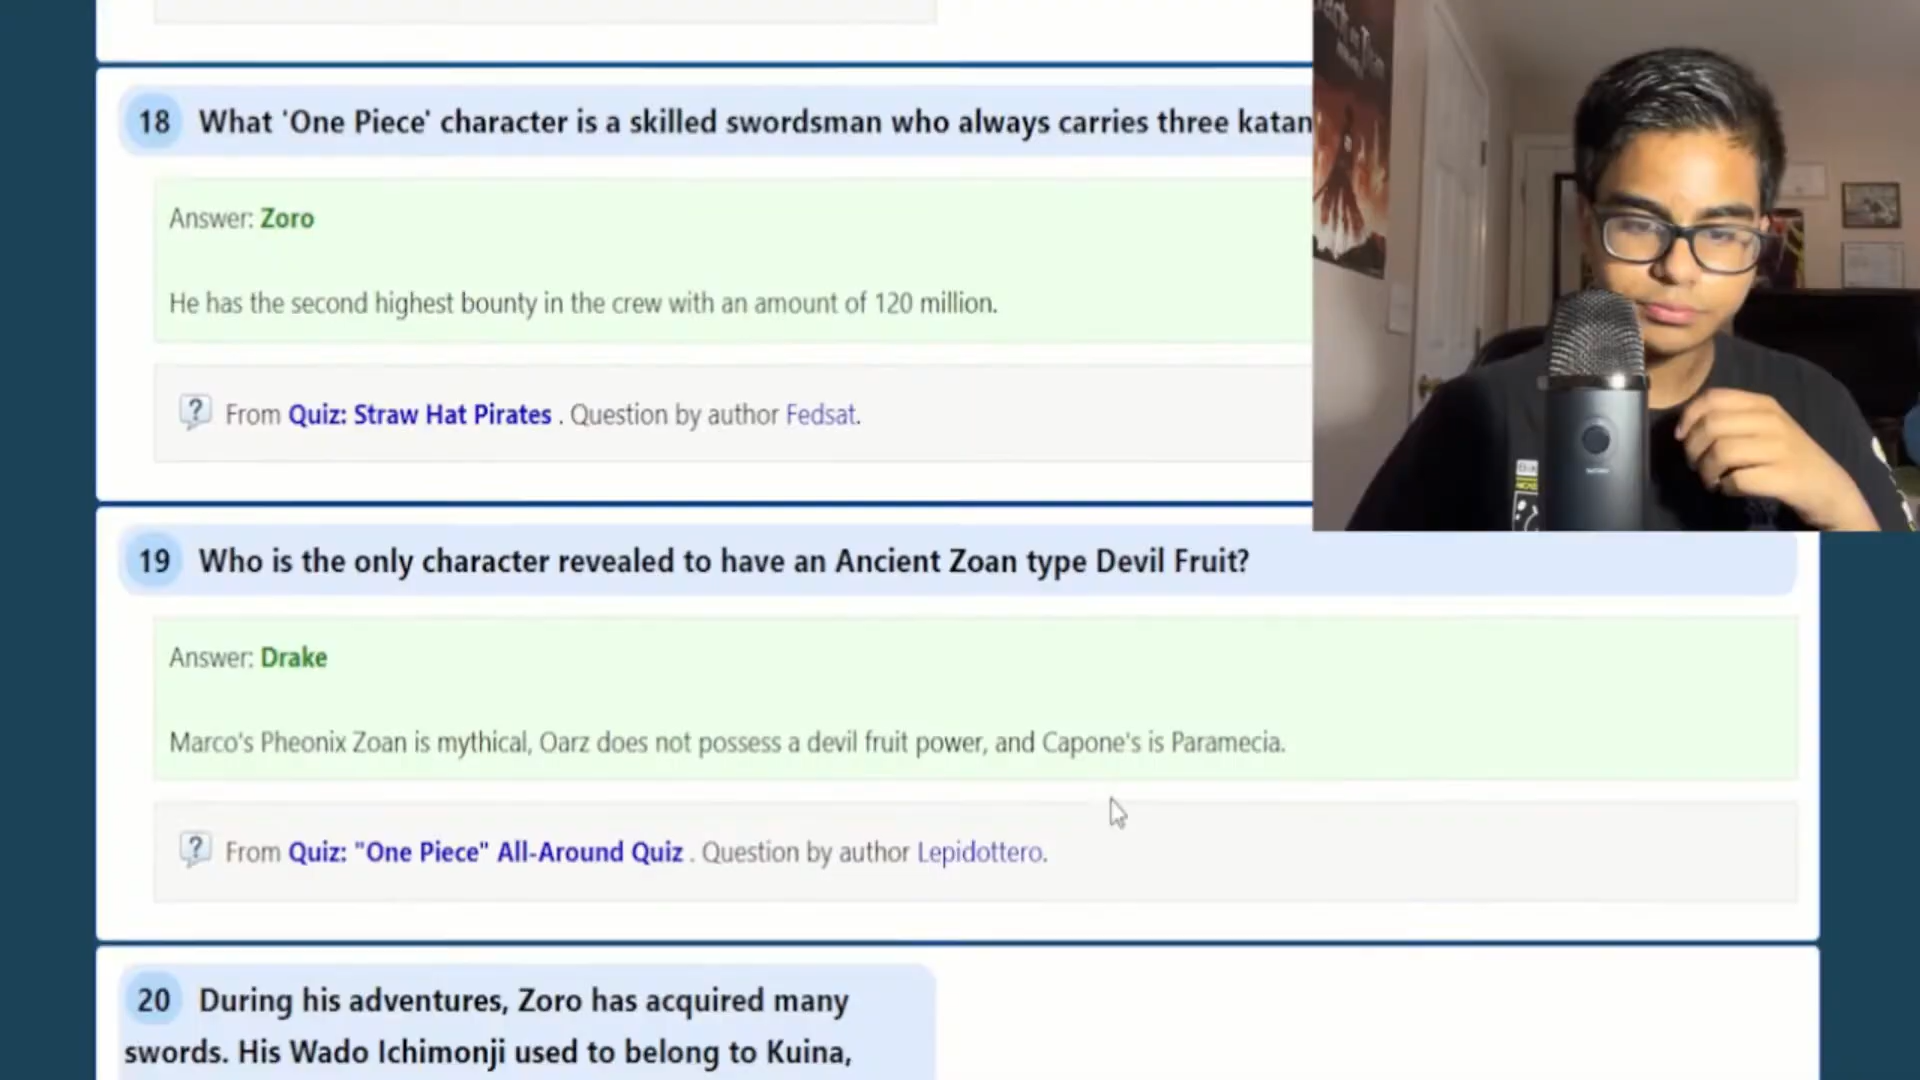 18 What 'One Piece' character is a skilled swordsman who always carries three katan
Answer: Zoro
He has the second highest bounty in the crew with an amount of 120 million.
? From Quiz: Straw Hat Pirates . Question by author Fedsat.
19 Who is the only character revealed to have an Ancient Zoan type Devil Fruit?
Answer: Drake
Marco's Pheonix Zoan is mythical, Oarz does not possess a devil fruit power, and Capone's is Paramecia.
? From Quiz: "One Piece" All-Around Quiz . Question by author Lepidottero.
20 During his adventures, Zoro has acquired many
swords. His Wado Ichimonji used to belong to Kuina,